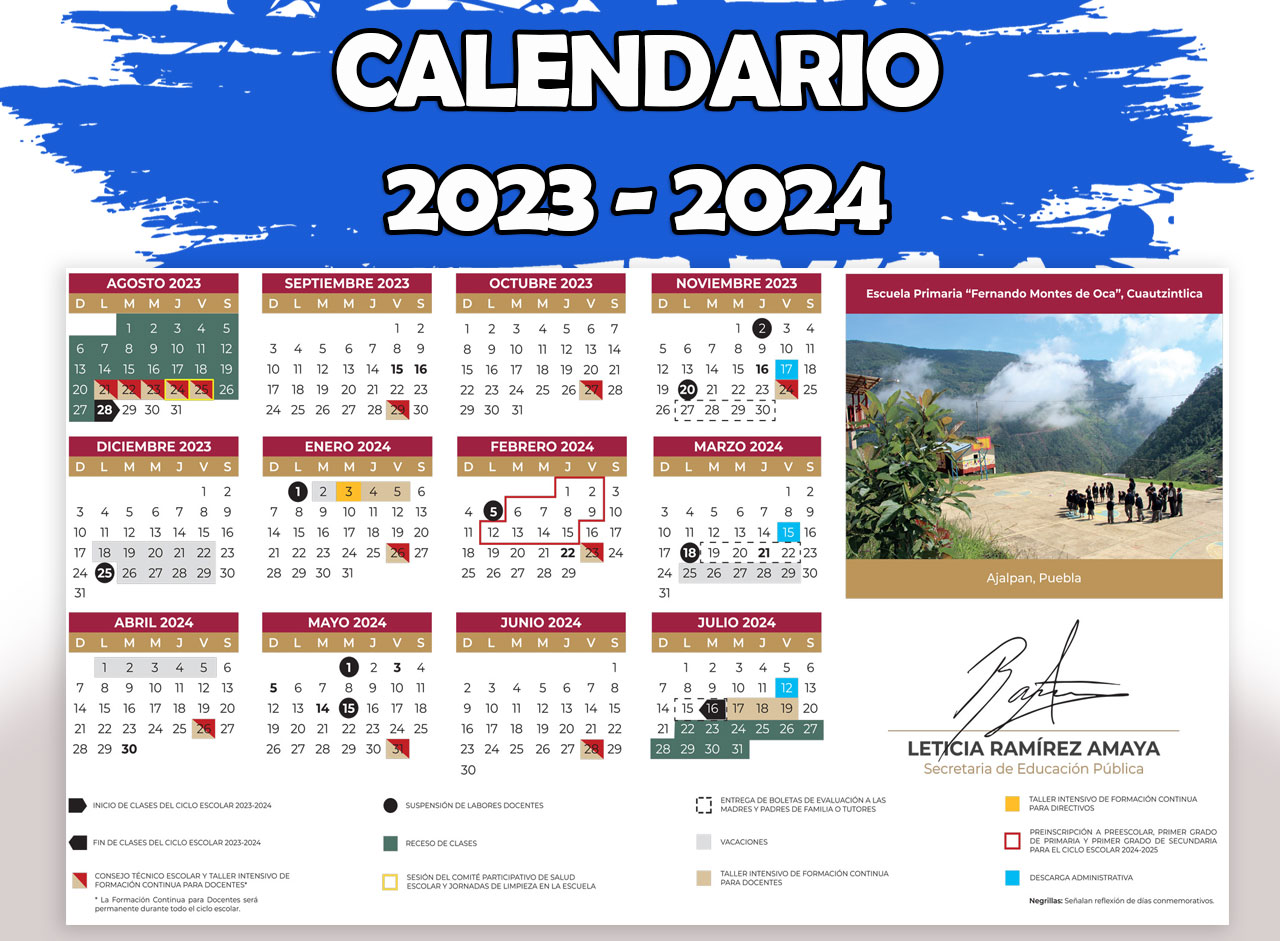 CALENDARIO
2023 - 2024
AGOSTO 2023
D L M M J V S
1 2 3 4 5
6 7 8 9 10 11 12
13 14 15 16 17 18 19
20 21 22 23 24 25 26
27 28 29 30 31
SEPTIEMBRE 2023
D L M M J V S
1 2
3 4 5 6 7 8 9
10 11 12 13 14 15 16
17 18 19 20 21 22 23
24 25 26 27 28 29 30
OCTUBRE 2023
D L M M J V S
1 2 3 4 5 6 7
8 9 10 11 12 13 14
15 16 17 18 19 20 21
22 23 24 25 26 27 28
29 30 31
NOVIEMBRE 2023
D L M M J V S
1 2 3 4
5 6 7 8 9 10 11
12 13 14 15 16 17 18
19 20 21 22 23 24 25
26 27 28 29 30
Escuela Primaria “Fernando Montes de Oca”, Cuautzintlica
Ajalpan, Puebla
DICIEMBRE 2023
D L M M J V S
1 2
3 4 5 6 7 8 9
10 11 12 13 14 15 16
17 18 19 20 21 22 23
24 25 26 27 28 29 30
31
ENERO 2024
D L M M J V S
1 2 3 4 5 6
7 8 9 10 11 12 13
14 15 16 17 18 19 20
21 22 23 24 25 26 27
28 29 30 31
FEBRERO 2024
D L M M J V S
1 2 3
4 5 6 7 8 9 10
11 12 13 14 15 16 17
18 19 20 21 22 23 24
25 26 27 28 29
MARZO 2024
D L M M J V S
1 2
3 4 5 6 7 8 9
10 11 12 13 14 15 16
17 18 19 20 21 22 23
24 25 26 27 28 29 30
31
ABRIL 2024
D L M M J V S
1 2 3 4 5 6
7 8 9 10 11 12 13
14 15 16 17 18 19 20
21 22 23 24 25 26 27
28 29 30
MAYO 2024
D L M M J V S
1 2 3 4
5 6 7 8 9 10 11
12 13 14 15 16 17 18
19 20 21 22 23 24 25
26 27 28 29 30 31
JUNIO 2024
D L M M J V S
1
2 3 4 5 6 7 8
9 10 11 12 13 14 15
16 17 18 19 20 21 22
23 24 25 26 27 28 29
30
JULIO 2024
D L M M J V S
1 2 3 4 5 6
7 8 9 10 11 12 13
14 15 16 17 18 19 20
21 22 23 24 25 26 27
28 29 30 31
LETICIA RAMÍREZ AMAYA
Secretaria de Educación Pública
INICIO DE CLASES DEL CICLO ESCOLAR 2023-2024
FIN DE CLASES DEL CICLO ESCOLAR 2023-2024
CONSEJO TÉCNICO ESCOLAR Y TALLER INTENSIVO DE
FORMACIÓN CONTINUA PARA DOCENTES*
* La Formación Continua para Docentes será
permanente durante todo el ciclo escolar.
SUSPENSIÓN DE LABORES DOCENTES
RECESO DE CLASES
SESIÓN DEL COMITÉ PARTICIPATIVO DE SALUD
ESCOLAR Y JORNADAS DE LIMPIEZA EN LA ESCUELA
ENTREGA DE BOLETAS DE EVALUACIÓN A LAS
MADRES Y PADRES DE FAMILIA O TUTORES
VACACIONES
TALLER INTENSIVO DE FORMACIÓN CONTINUA
PARA DOCENTES
TALLER INTENSIVO DE FORMACIÓN CONTINUA
PARA DIRECTIVOS
PREINSCRIPCIÓN A PREESCOLAR, PRIMER GRADO
DE PRIMARIA Y PRIMER GRADO DE SECUNDARIA
PARA EL CICLO ESCOLAR 2024-2025
DESCARGA ADMINISTRATIVA
Negrillas: Señalan reflexión de días conmemorativos.